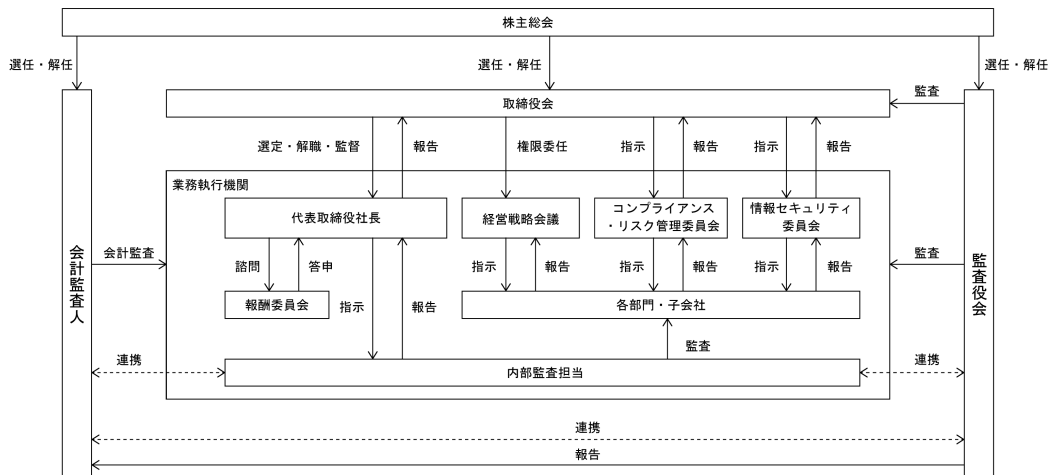 株主総会
選任・解任
選任・解任
選任・解任
取締役会
監査
選定・解職・監督
報告
権限委任
指示
報告
指示
報告
業務執行機関
代表取締役社長
経営戦略会議
コンプライアンス
・リスク管理委員会
情報セキュリティ
委員会
会計監査人
会計監査
監査
監査役会
諮問
答申
指示
報告
指示
報告
指示
報告
報酬委員会
指示
報告
各部門・子会社
監査
連携
内部監査担当
連携
連携
報告